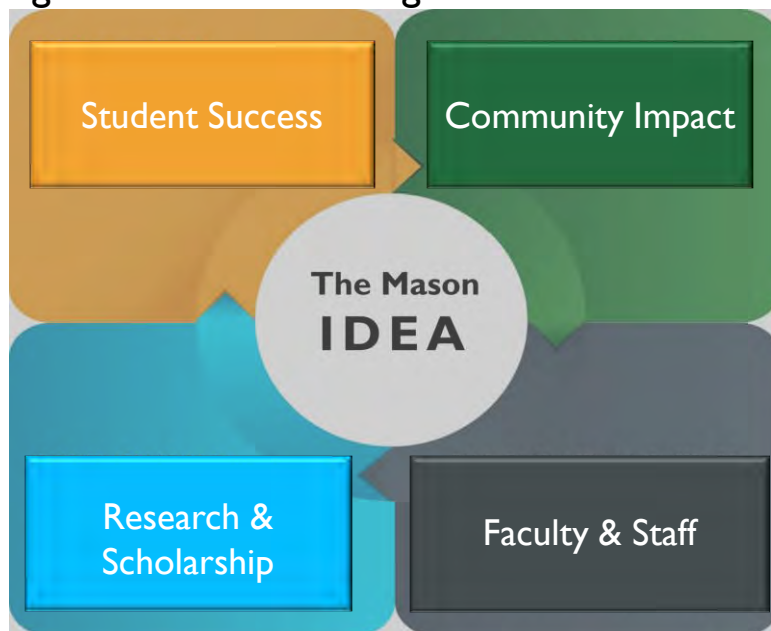 Student Success
Community Impact
The Mason
IDEA
Research &
Scholarship
Faculty & Staff